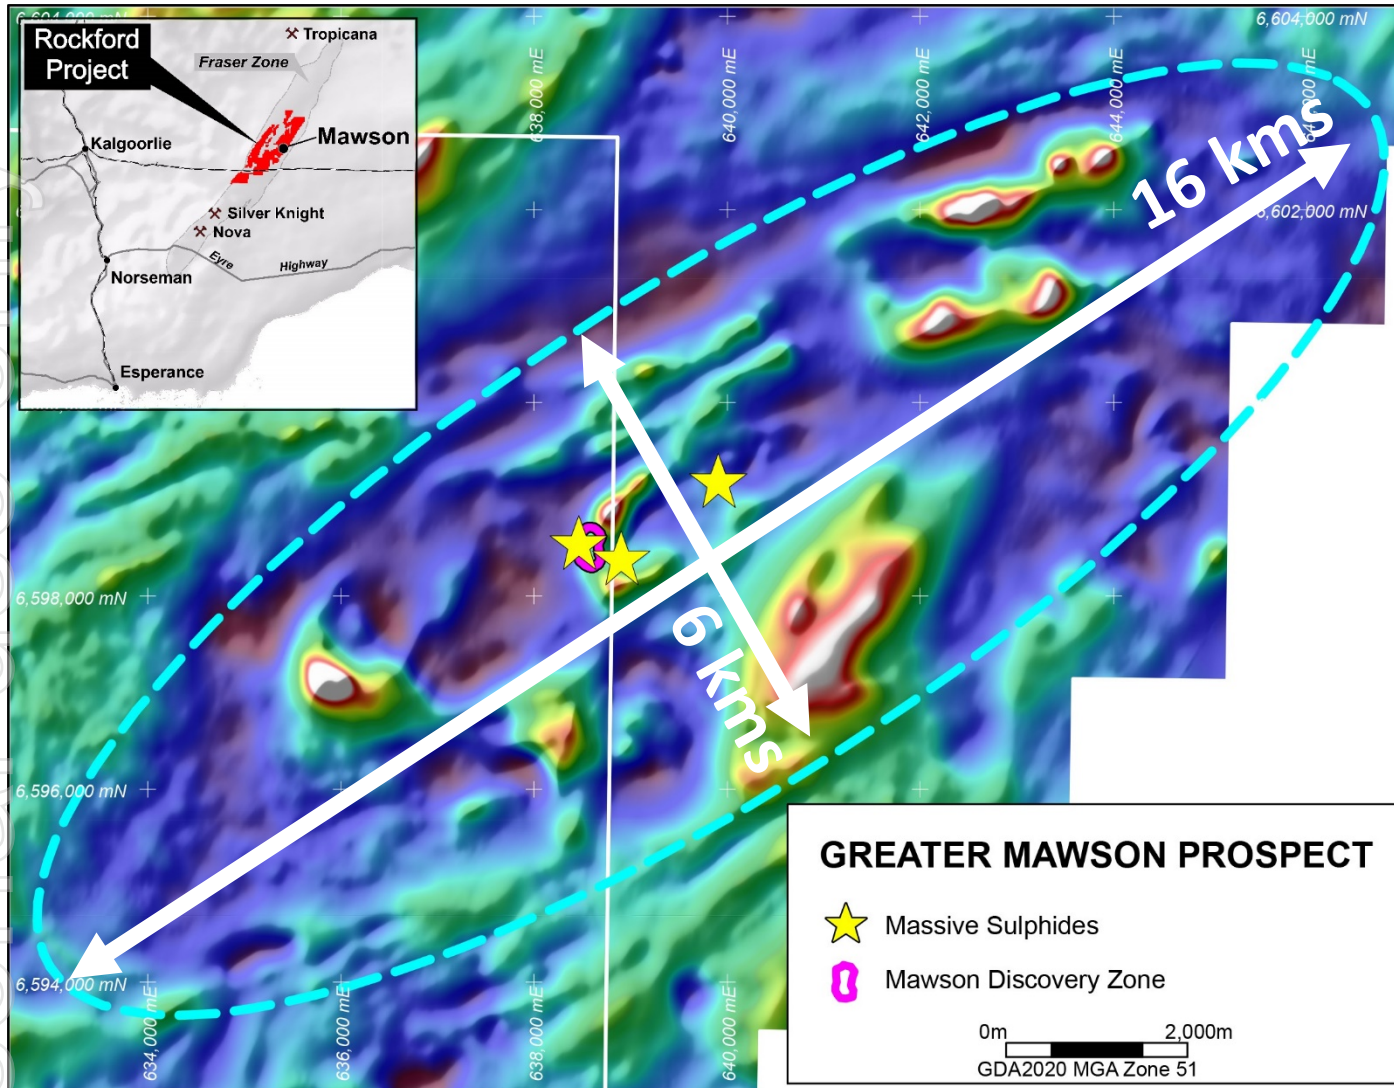 6,604,000 mN
6,604,000 mN
Rockford
Project
Tropicana
Fraser Zone
Mawson
Kalgoorlie
Silver Knight
Nova
Eyre
Highway
Norseman
Esperance
638,000 mE
640,000 mE
642,000 mE
644,000 mE
16 kms
6,602,000 mN
6 kms
6,598,000 mN
6,596,000 mN
6,594,000 mN
634,000 mE
636,000 mE
638,000 mE
640,000 mE
GREATER MAWSON PROSPECT
Massive Sulphides
Mawson Discovery Zone
0m 2,000m
GDA2020 MGA Zone 51